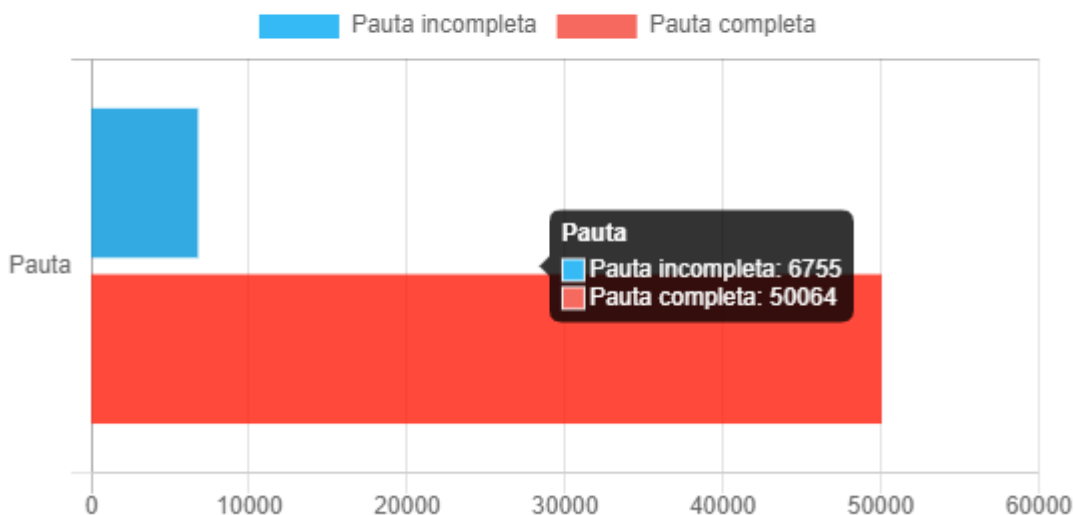 Pauta incompleta Pauta completa
Pauta
Pauta
Pauta incompleta: 6755
Pauta completa: 50064
0 10000 20000 30000 40000 50000 60000